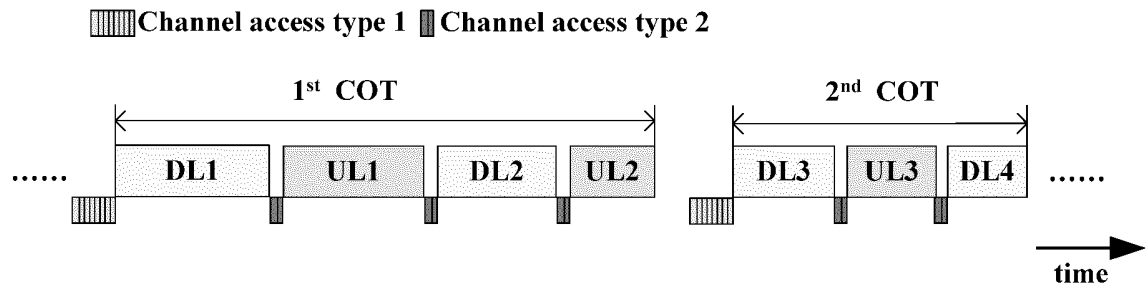 Channel access type 1 Channel access type 2
1st COT 2nd COT
...... DL1 UL1 DL2 UL2 DL3 UL3 DL4 ......
time